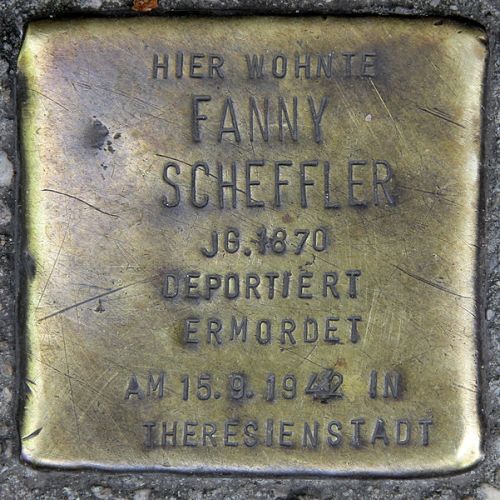 HIER WOHNTE
FANNY
SCHEFFLER
JG. 1870
DEPORTIERT
ERMORDET
AM 15.9.1942 IN
THERESIENSTADT